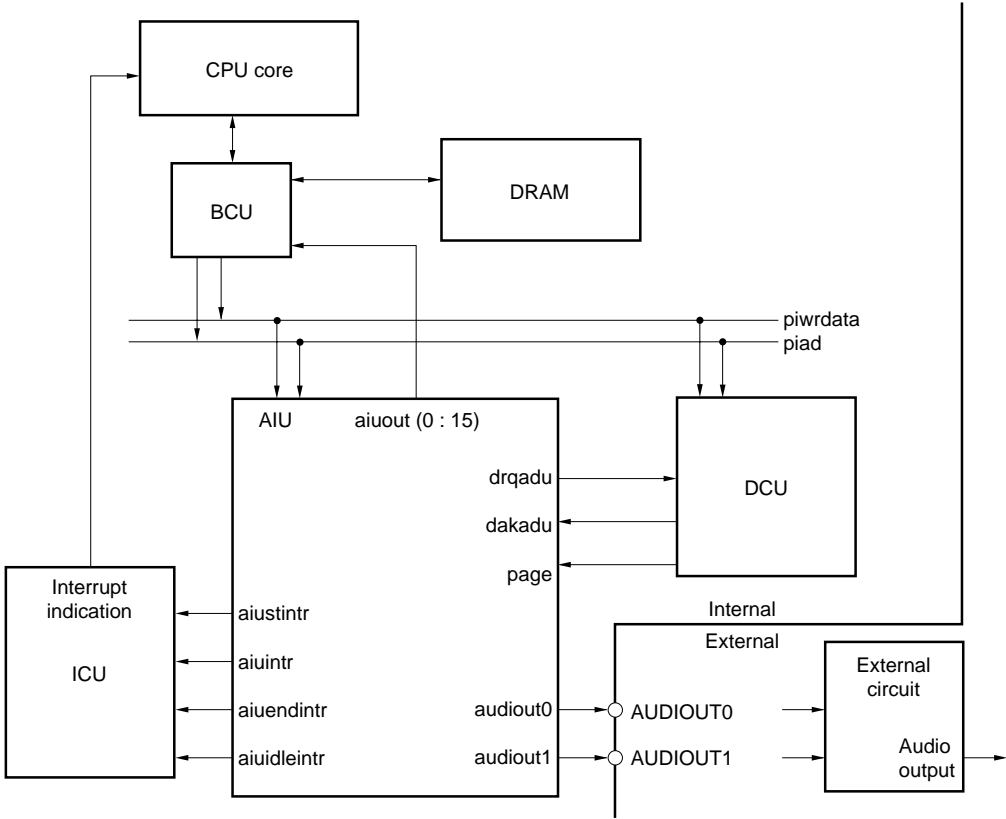 CPU core
DRAM
BCU
piwrdata
piad
AIU
aiuout (0 : 15)
drqadu
dakadu
page
DCU
Interrupt
indication
ICU
aiustintr
aiuintr
aiuendintr
aiuidleintr
audiout0
audiout1
Internal
External
AUDIOUT0
AUDIOUT1
External
circuit
Audio
output